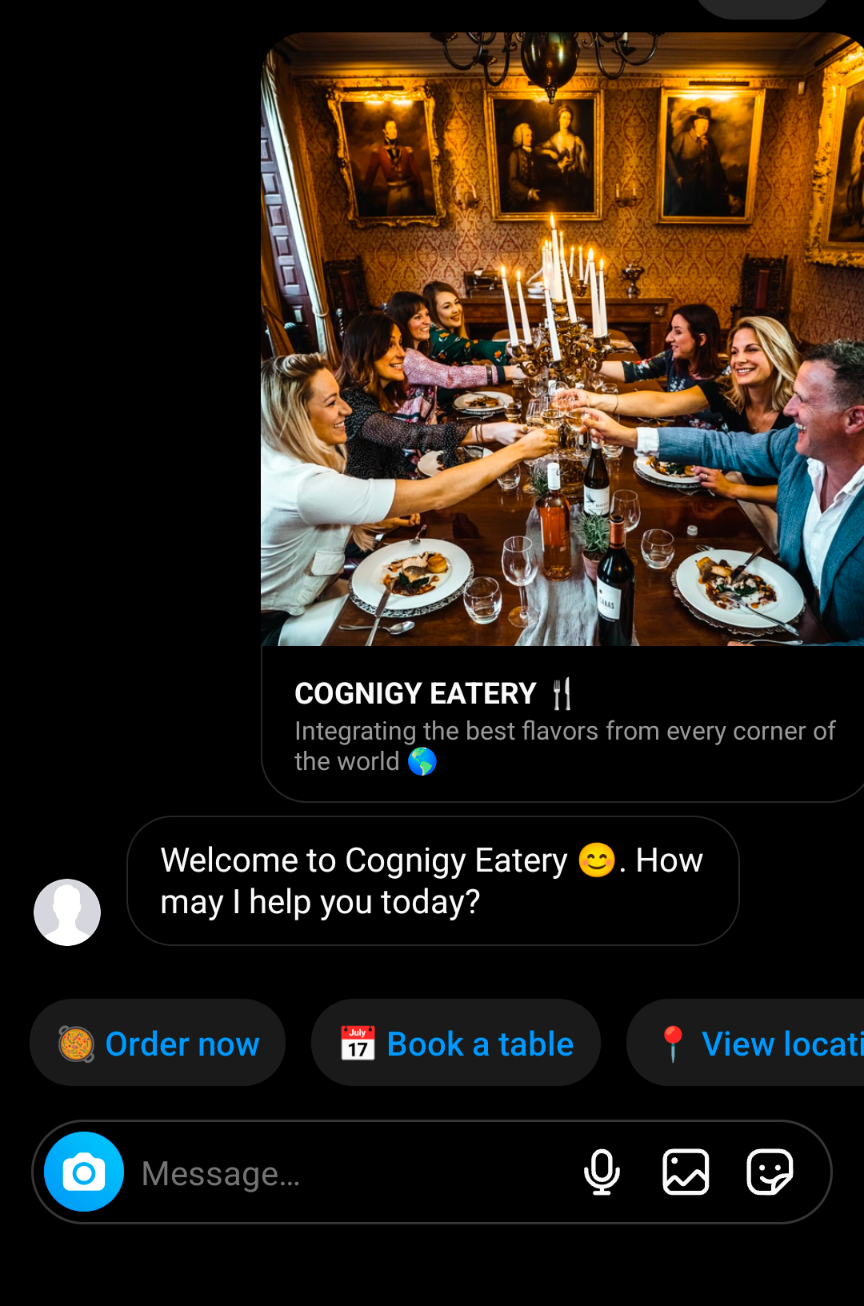 COGNIGY EATERY 🍴
Integrating the best flavors from every corner of
the world 🌎
Welcome to Cognigy Eatery 😊. How
may I help you today?
🥘 Order now
📅 Book a table
📍 View locati
Message...